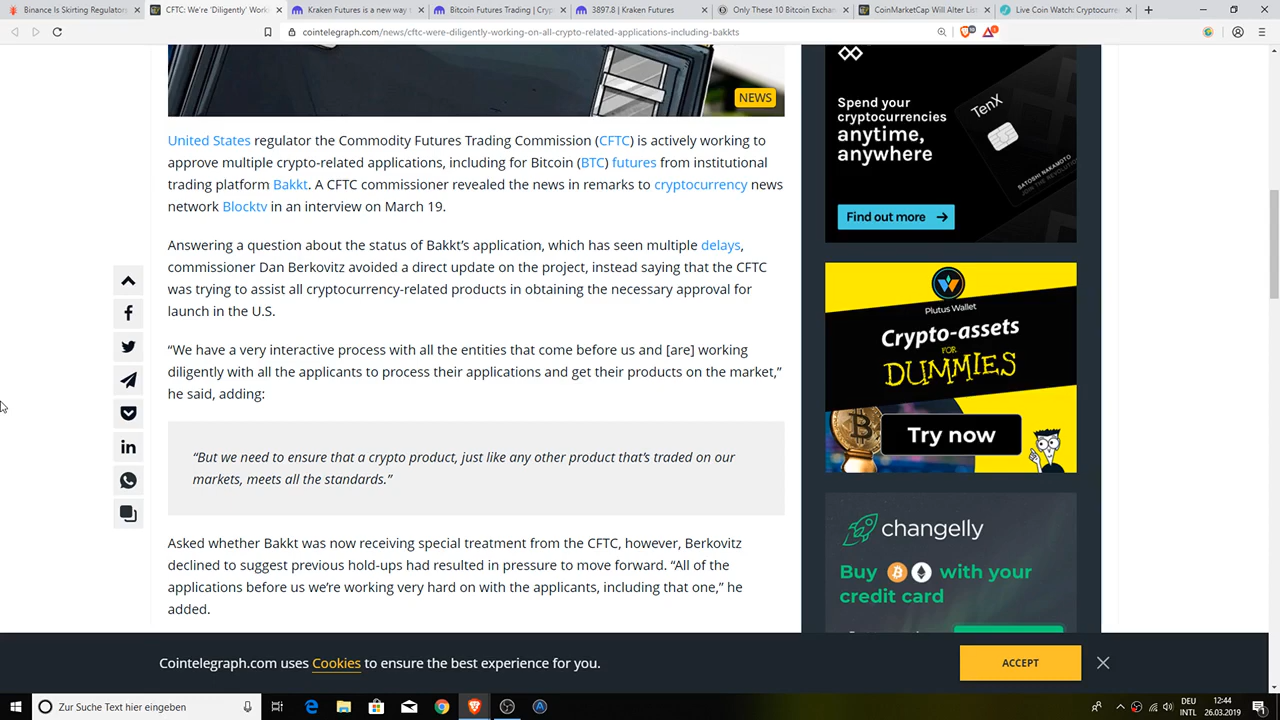 Binance Is Skirting Regulators
CFTC: We're 'Diligently' Work
Kraken Futures is a new way
Bitcoin Futures Trading | Cryp
3897.8 | Kraken Futures
Only These 10 Bitcoin Exchan
CoinMarketCap Will Alter List
Live Coin Watch: Cryptocurre
cointelegraph.com/news/cftc-were-diligently-working-on-all-crypto-related-applications-including-bakkts
NEWS
United States regulator the Commodity Futures Trading Commission (CFTC) is actively working to
approve multiple crypto-related applications, including for Bitcoin (BTC) futures from institutional
trading platform Bakkt. A CFTC commissioner revealed the news in remarks to cryptocurrency news
network Blocktv in an interview on March 19.
Answering a question about the status of Bakkt's application, which has seen multiple delays,
commissioner Dan Berkovitz avoided a direct update on the project, instead saying that the CFTC
was trying to assist all cryptocurrency-related products in obtaining the necessary approval for
launch in the U.S.
“We have a very interactive process with all the entities that come before us and [are] working
diligently with all the applicants to process their applications and get their products on the market,”
he said, adding:
“But we need to ensure that a crypto product, just like any other product that's traded on our
markets, meets all the standards.”
Asked whether Bakkt was now receiving special treatment from the CFTC, however, Berkovitz
declined to suggest previous hold-ups had resulted in pressure to move forward. “All of the
applications before us we're working very hard on with the applicants, including that one,” he
added.
Spend your
cryptocurrencies
anytime,
anywhere
TenX
SATOSHI NAKAMOTO
Find out more
Plutus Wallet
Crypto-assets
FOR
DUMMIES
Try now
changelly
Buy with your
credit card
Cointelegraph.com uses Cookies to ensure the best experience for you.
ACCEPT
Zur Suche Text hier eingeben
DEU
INTL
12:44
26.03.2019